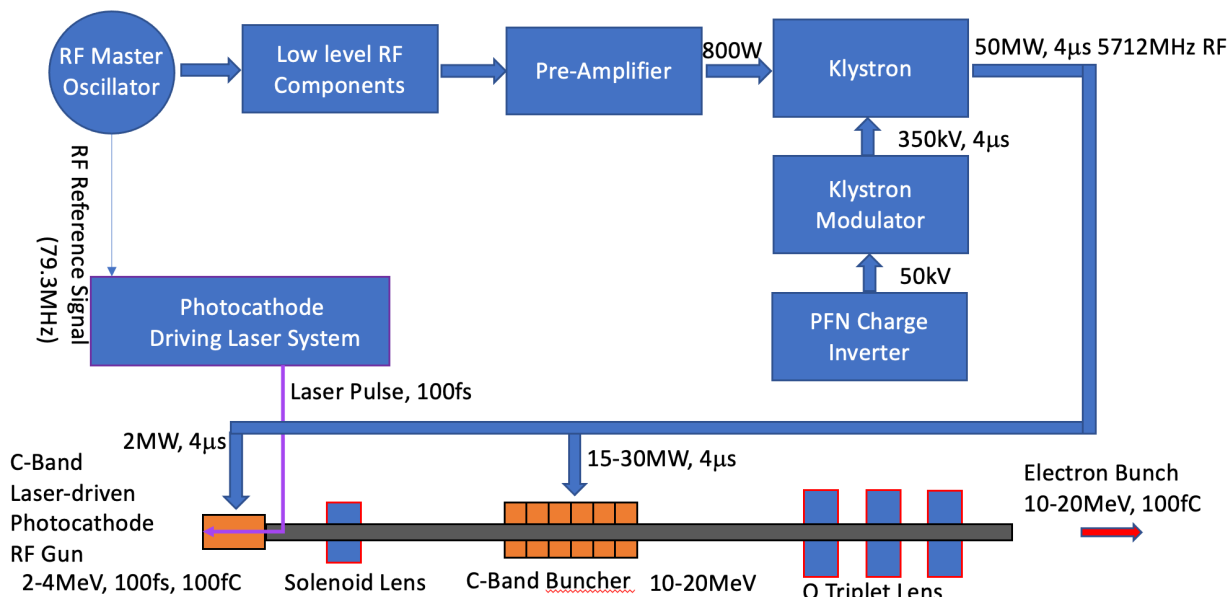 RF Master
Oscillator
Low level RF
Components
Pre-Amplifier
800W
Klystron
50MW, 4μs 5712MHz RF
350kV, 4μs
Klystron
Modulator
50kV
PFN Charge
Inverter
RF Reference Signal
(79.3MHz)
Photocathode
Driving Laser System
Laser Pulse, 100fs
2MW, 4μs
15-30MW, 4μs
C-Band
Laser-driven
Photocathode
RF Gun
2-4MeV, 100fs, 100fC
Solenoid Lens
C-Band Buncher
10-20MeV
Q Triplet Lens
Electron Bunch
10-20MeV, 100fC